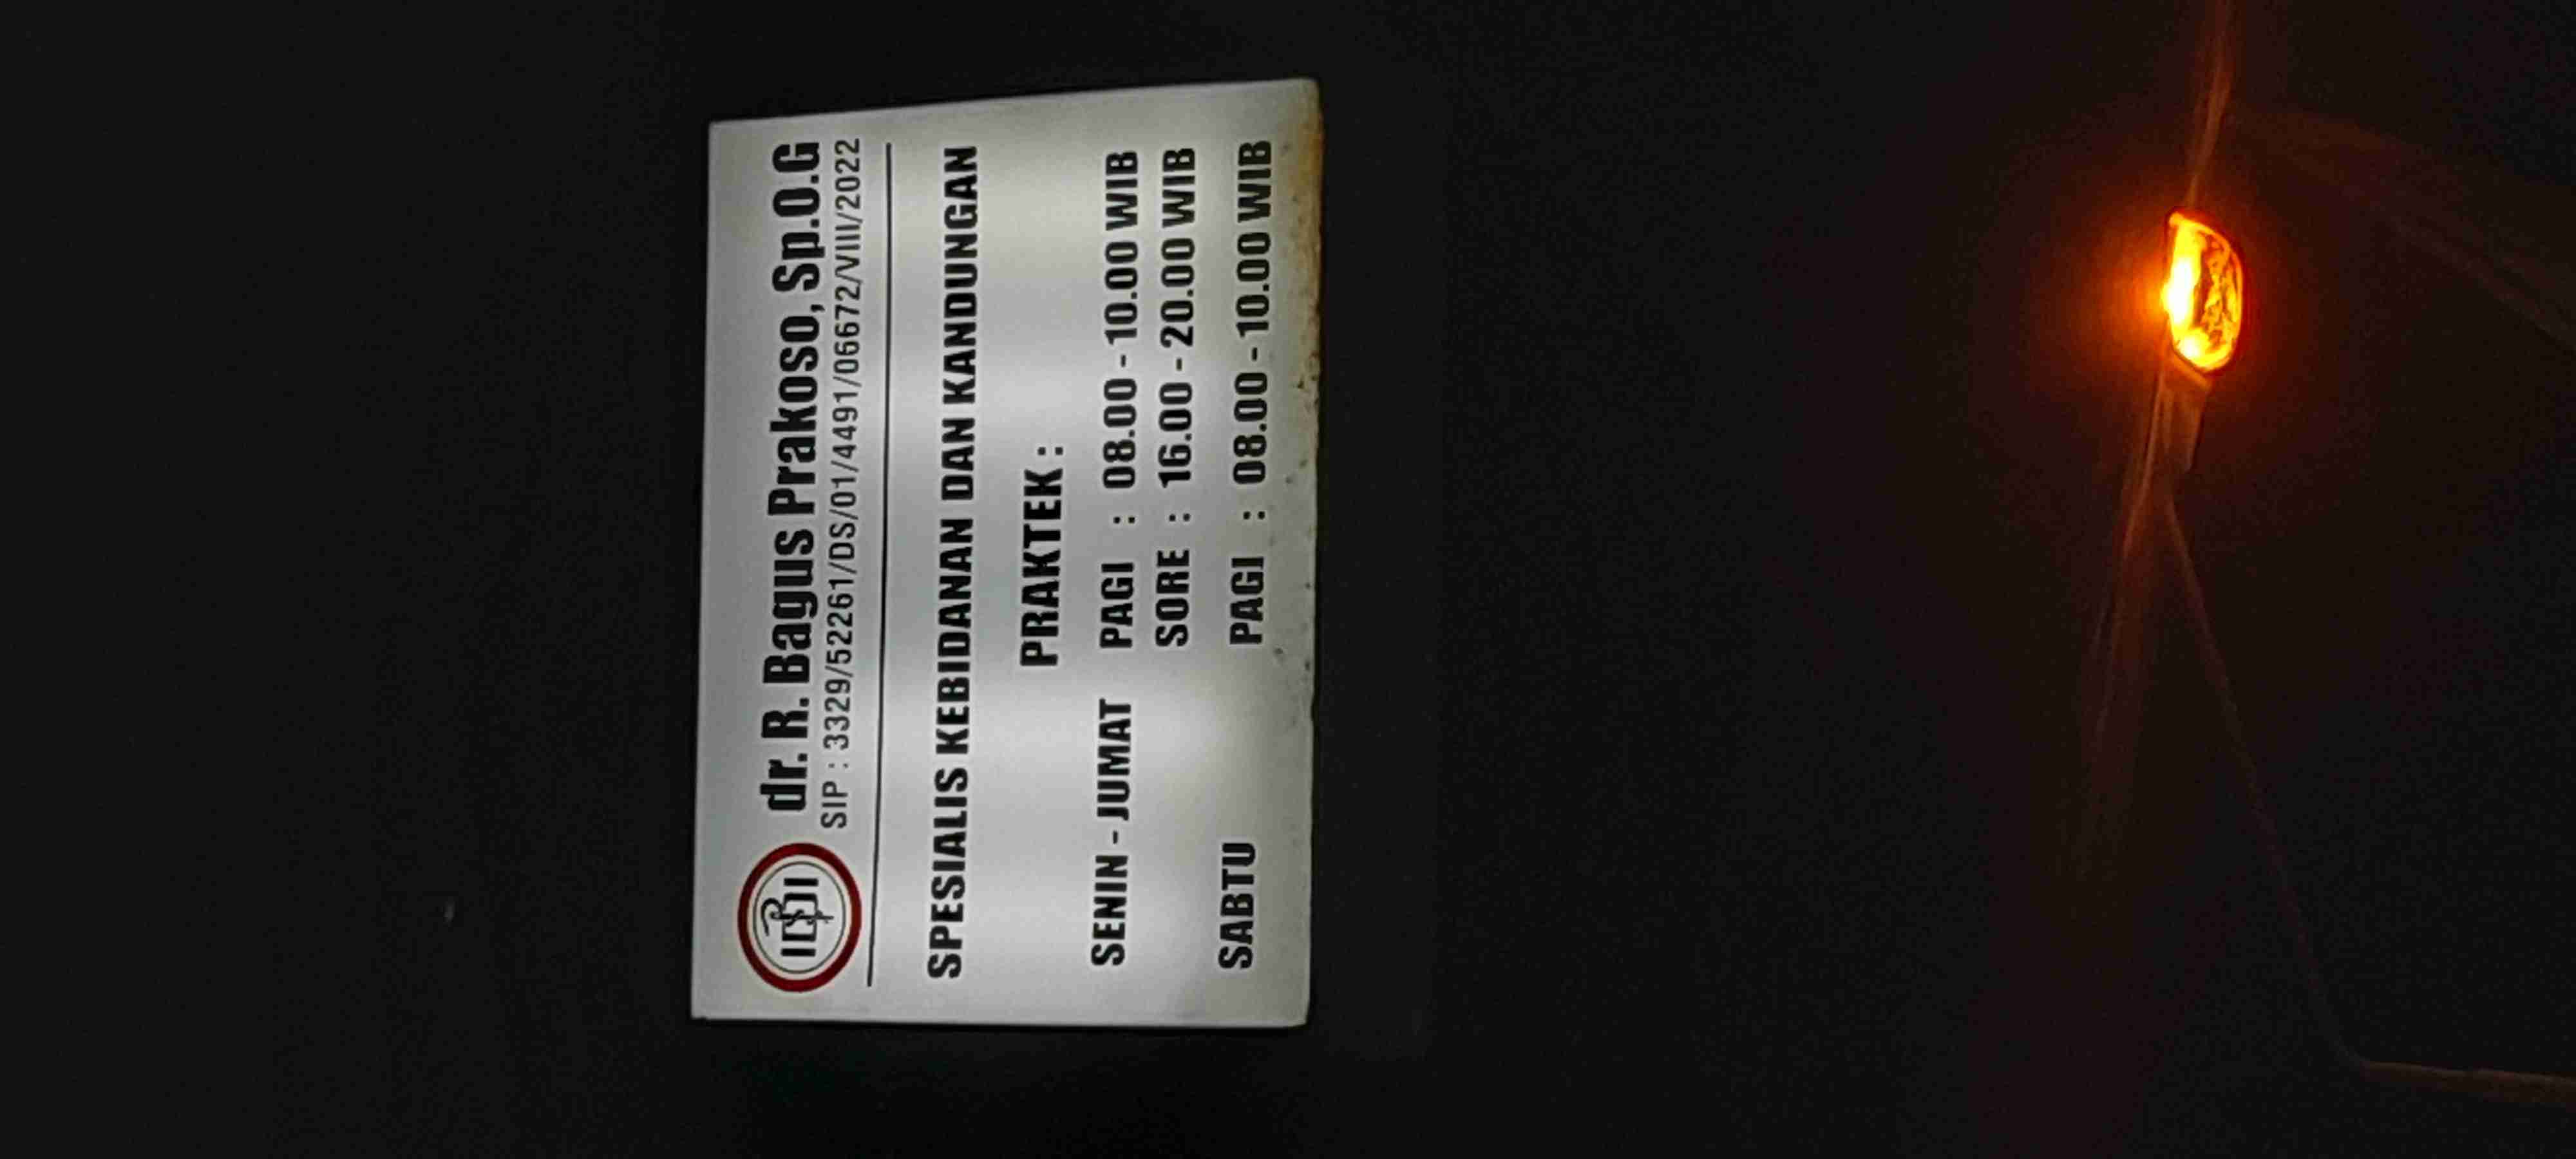 IDI
dr. R. Bagus Prakoso, Sp.O.G
SIP : 3329/52261/DS/01/4491/06672/VIII/2022
SPESIALIS KEBIDANAN DAN KANDUNGAN
PRAKTEK :
SENIN - JUMAT PAGI : 08.00 - 10.00 WIB
SORE : 16.00 - 20.00 WIB
SABTU PAGI : 08.00 - 10.00 WIB